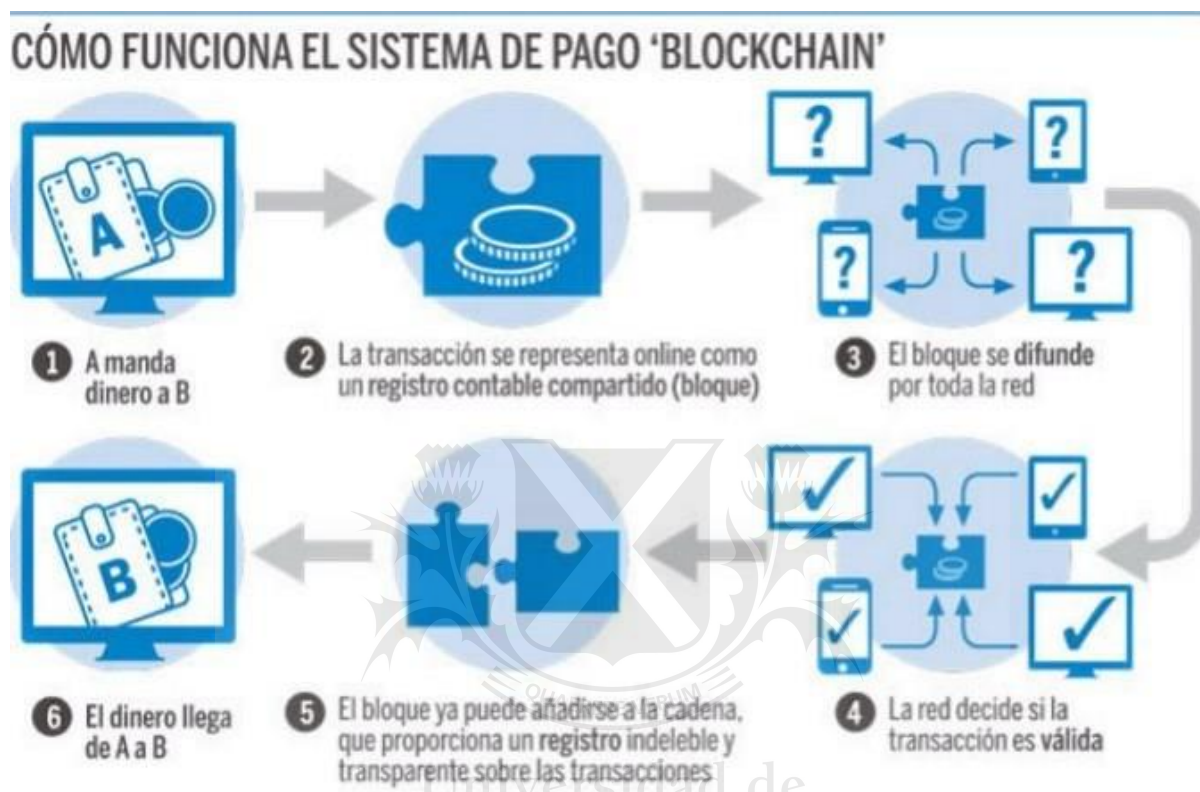 CÓMO FUNCIONA EL SISTEMA DE PAGO ‘BLOCKCHAIN’
A
?
?
?
?
1 A manda
dinero a B
2 La transacción se representa online como
un registro contable compartido (bloque)
3 El bloque se difunde
por toda la red
B
6 El dinero llega
de A a B
5 El bloque ya puede añadirse a la cadena,
que proporciona un registro indeleble y
transparente sobre las transacciones
4 La red decide si la
transacción es válida
Universidad de